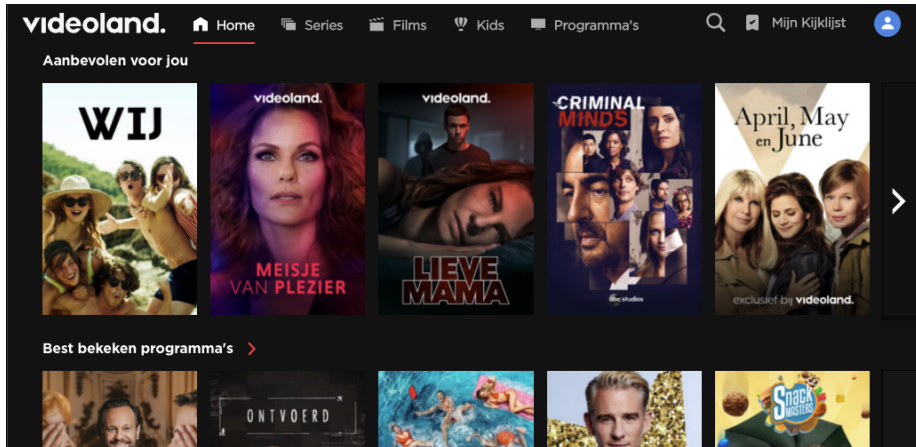 videoland.
Home
Series
Films
Kids
Programma's
Mijn Kijklijst
Aanbevolen voor jou
WIJ
videoland.
MEISJE
VAN PLEZIER
videoland.
LIEVE
MAMA
CRIMINAL
MINDS
abc studios
April, May
en June
exclusief bij videoland.
Best bekeken programma's
ONTVOERD
Snack
MASTERS